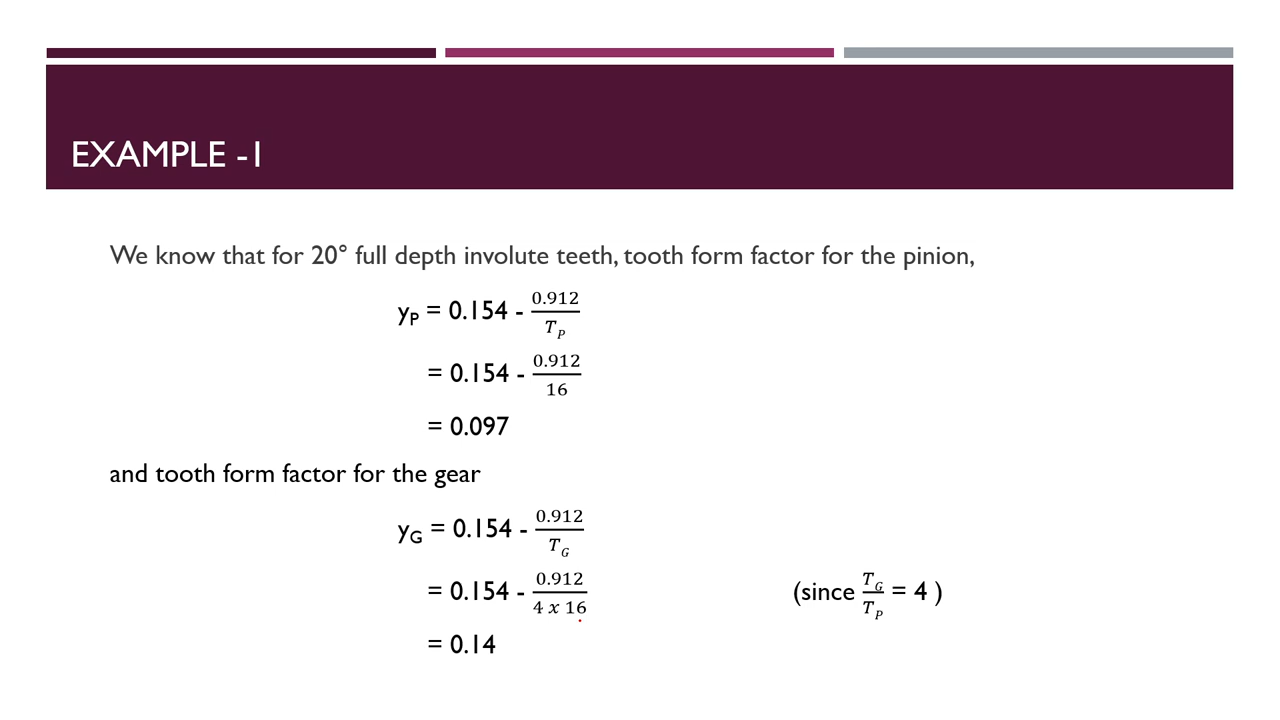 EXAMPLE -1
We know that for 20° full depth involute teeth, tooth form factor for the pinion,
y_P = 0.154 - 0.912/T_P
= 0.154 - 0.912/16
= 0.097
and tooth form factor for the gear
y_G = 0.154 - 0.912/T_G
= 0.154 - 0.912/(4 x 16) (since T_G/T_P = 4 )
= 0.14